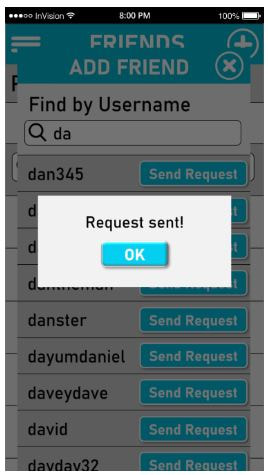 InVision 8:00 PM 100%
FRIENDS
ADD FRIEND
Find by Username
da
dan345 Send Request
Request sent!
OK
danster Send Request
dayumdaniel Send Request
daveydave Send Request
david Send Request
dayday32 Send Request